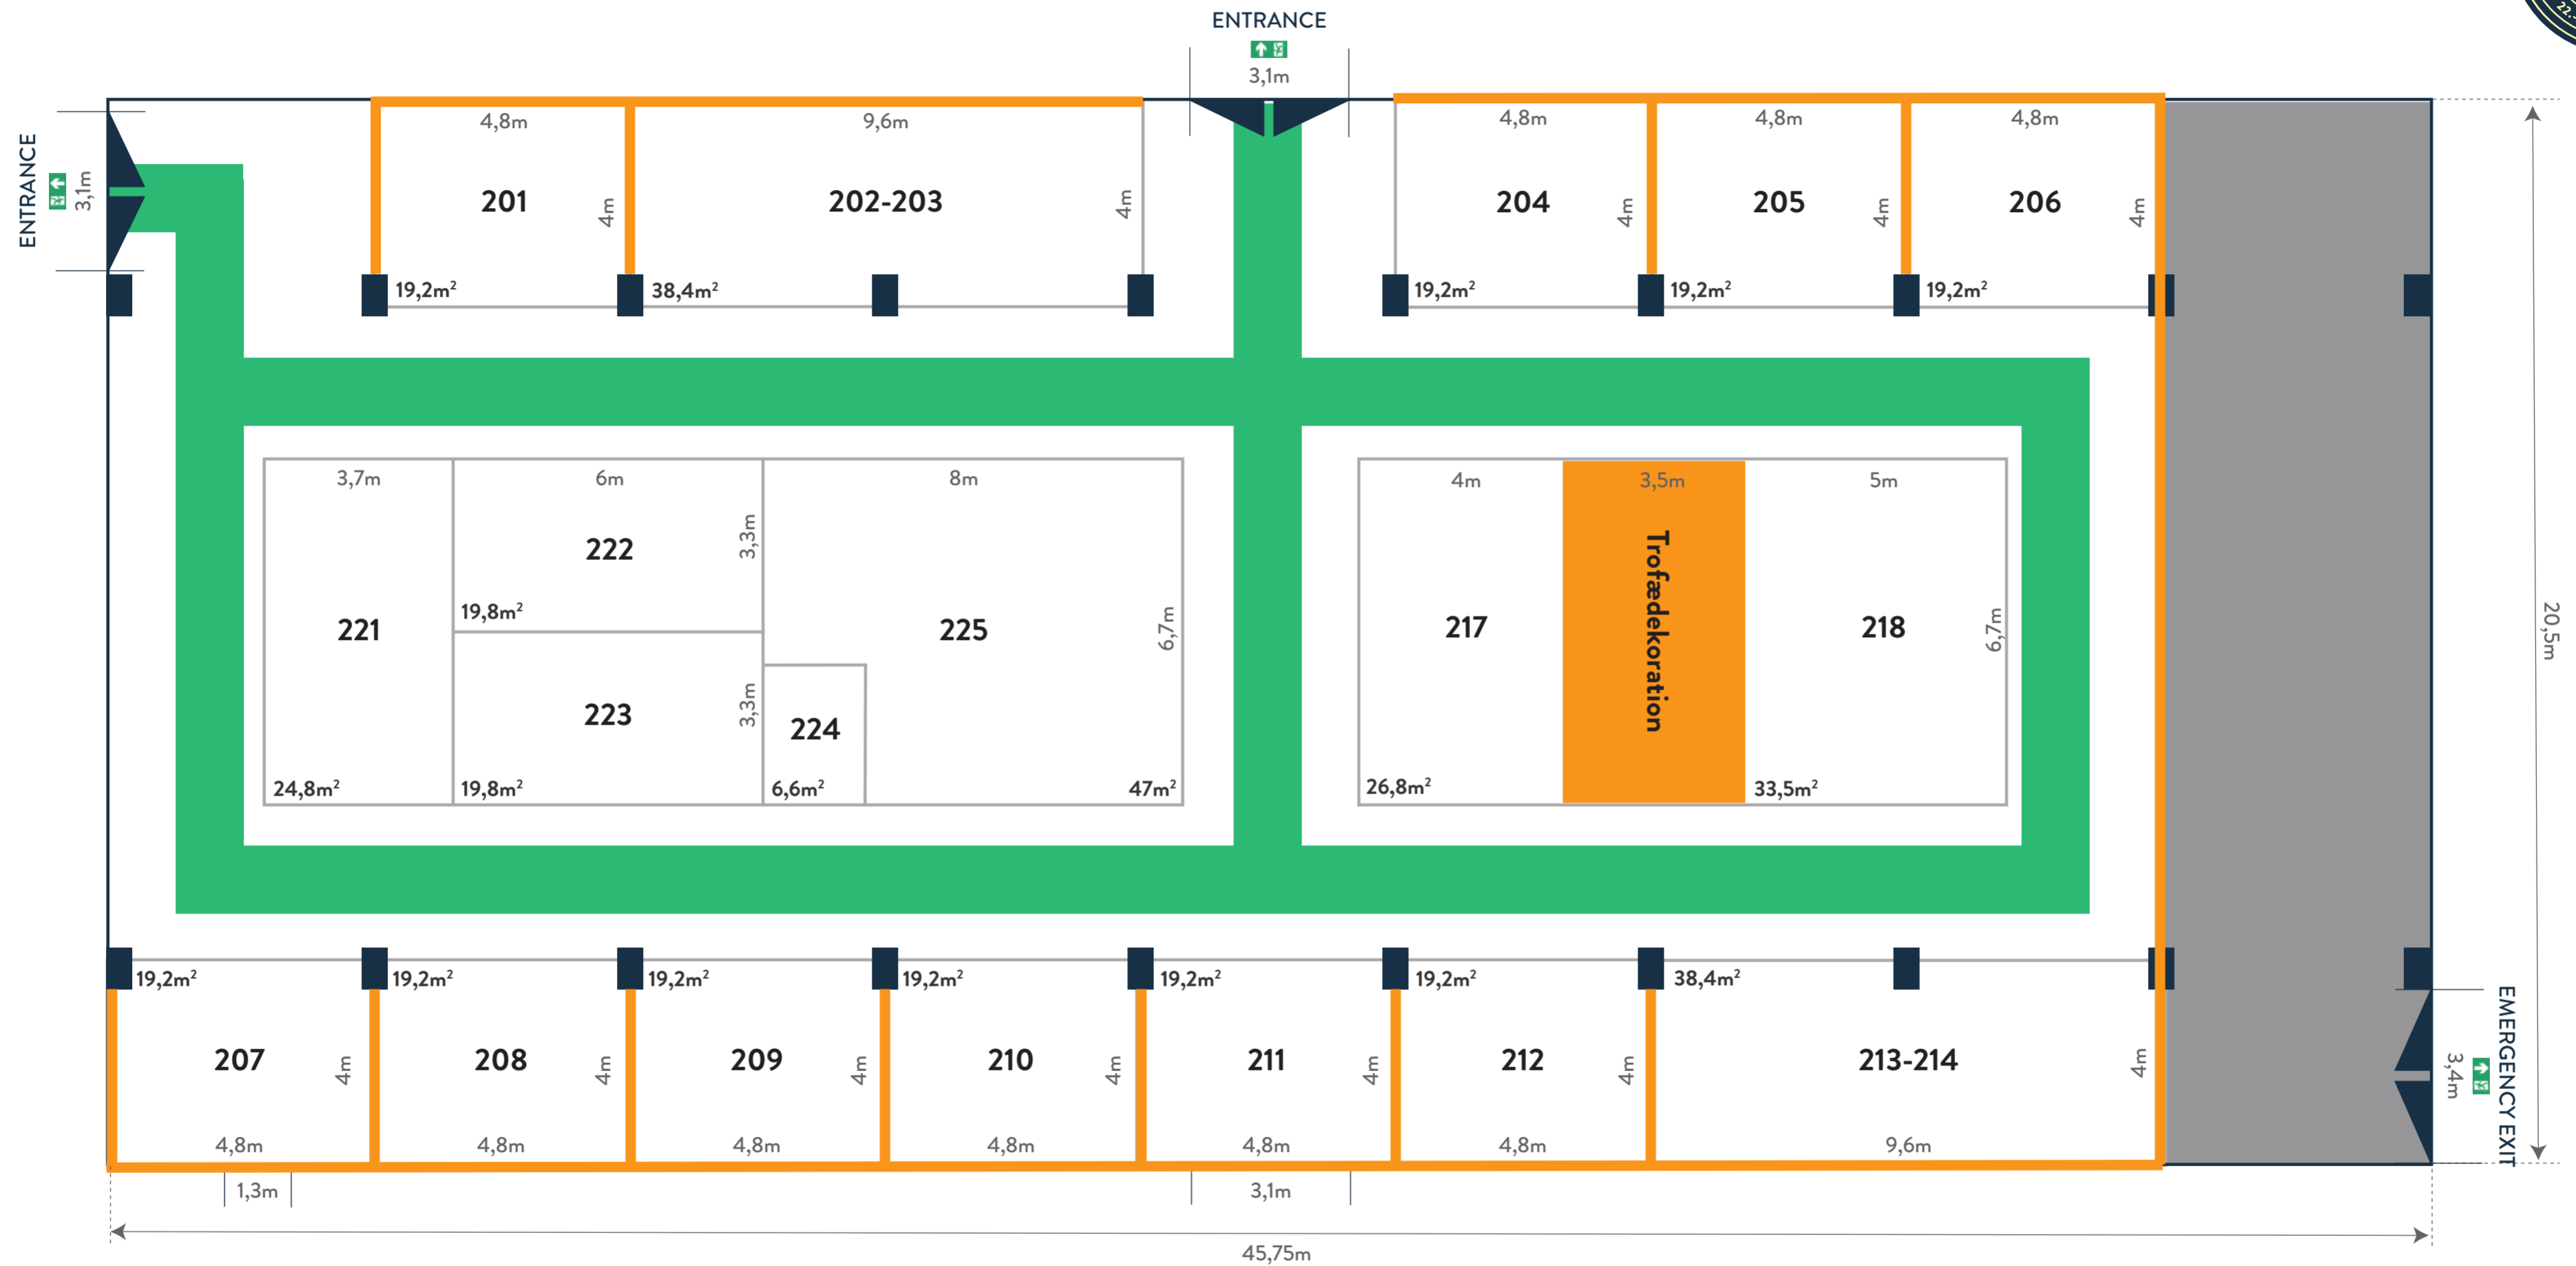 22.
ENTRANCE
3,1m
ENTRANCE
3,1m
4,8m
9,6m
4,8m
4,8m
4,8m
201
4m
202-203
4m
204
4m
205
4m
206
4m
19,2m²
38,4m²
19,2m²
19,2m²
19,2m²
3,7m
6m
8m
4m
3,5m
5m
222
3,3m
19,8m²
221
225
6,7m
217
Trofædekoration
218
6,7m
20,5m
223
3,3m
224
24,8m²
19,8m²
6,6m²
47m²
26,8m²
33,5m²
19,2m²
19,2m²
19,2m²
19,2m²
19,2m²
19,2m²
38,4m²
207
4m
208
4m
209
4m
210
4m
211
4m
212
4m
213-214
4m
3,4m
EMERGENCY EXIT
4,8m
4,8m
4,8m
4,8m
4,8m
4,8m
9,6m
1,3m
3,1m
45,75m